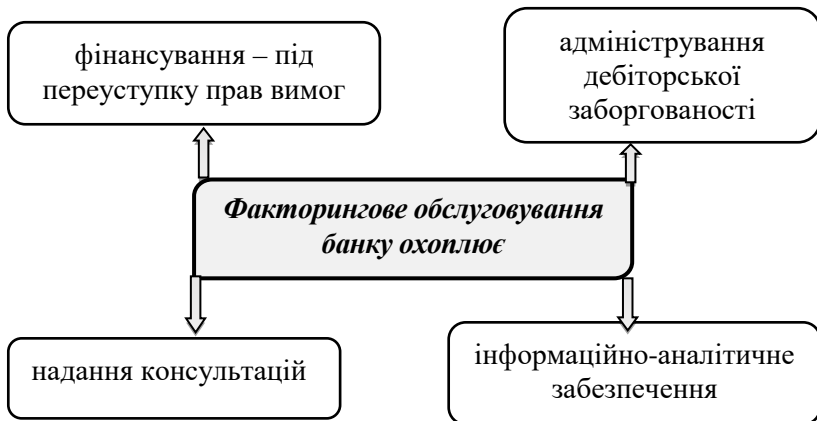 фінансування – під
переуступку прав вимог
адміністрування
дебіторської
заборгованості
Факторингове обслуговування
банку охоплює
надання консультацій
інформаційно-аналітичне
забезпечення